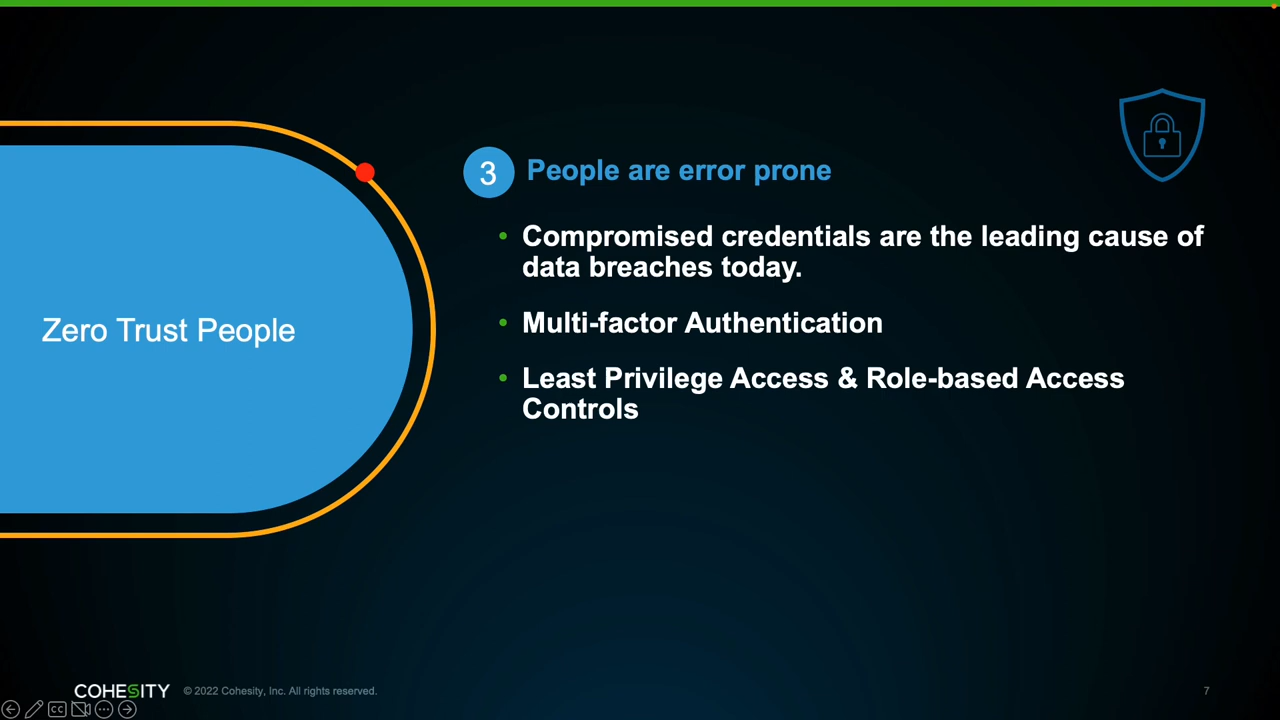 3 People are error prone
Compromised credentials are the leading cause of
data breaches today.
Zero Trust People
Multi-factor Authentication
Least Privilege Access & Role-based Access
Controls
COHESITY © 2022 Cohesity, Inc. All rights reserved.
7
CC